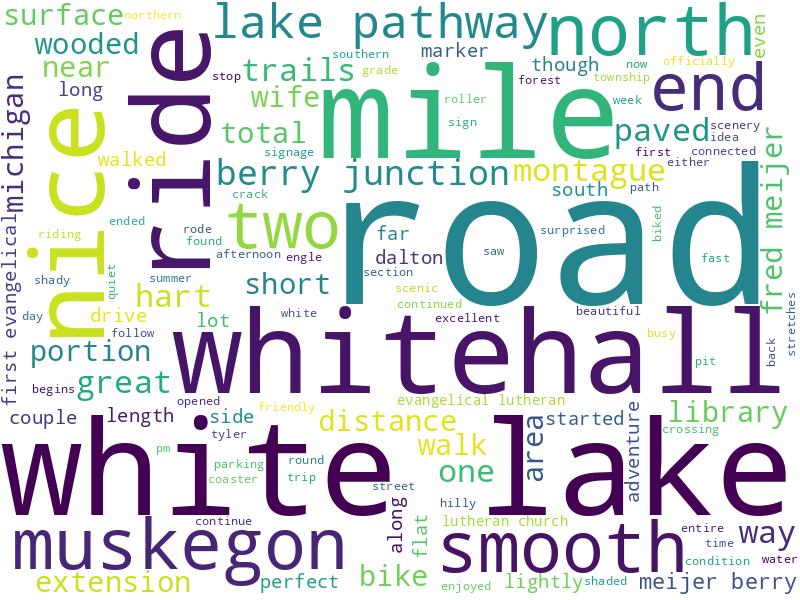 surface
northern
lake pathway
north
even
wooded
ride
southern
marker
near
stop
trails
though
now
officially
michigan
long
nice
mile
grade
forest
township
end
wife
roller
week
total
sign
paved
scenery
walked
signage
idea
first
connected
berry junction
montague
either
fred meijer
crack
south
path
first evangelical
ended
two
road
rode
far
surprised
biked
riding
found
afternoon
engle
dalton
saw
fast
quiet
section
shady
summer
short
scenic
hart
continued
stretches
day
drive
lot
white
excellent
beautiful
follow
whitehall
busy
back
portion
pit
begins
great
opened
evangelical lutheran
couple
length
side
friendly
distance
area
started
adventure
library
tyler
walk
crossing
white lake
pm
parking
round
one
coaster
trip
street
hilly
muskegon
continue
along
flat
lutheran church
smooth
entire
way
time
extension
perfect
bike
enjoyed
lightly
shaded
condition
water
meijer berry